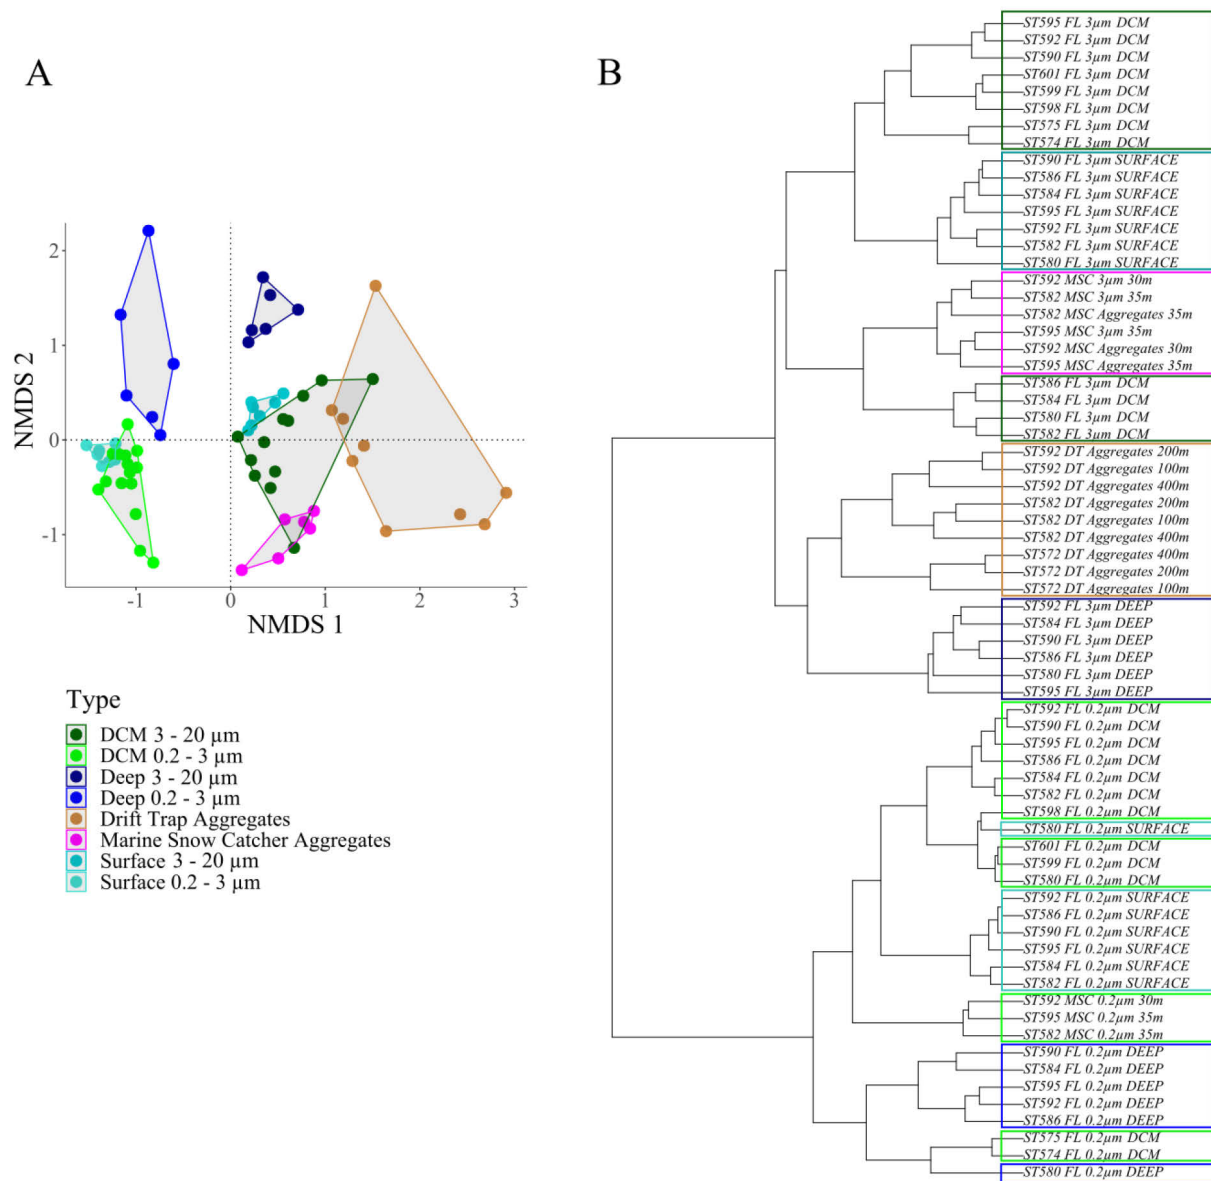 A
B
NMDS 2
2
1
0
-1
-1
0
1
2
3
NMDS 1
Type
DCM 3 - 20 µm
DCM 0.2 - 3 µm
Deep 3 - 20 µm
Deep 0.2 - 3 µm
Drift Trap Aggregates
Marine Snow Catcher Aggregates
Surface 3 - 20 µm
Surface 0.2 - 3 µm
ST595 FL 3µm DCM
ST592 FL 3µm DCM
ST590 FL 3µm DCM
ST601 FL 3µm DCM
ST599 FL 3µm DCM
ST598 FL 3µm DCM
ST575 FL 3µm DCM
ST574 FL 3µm DCM
ST590 FL 3µm SURFACE
ST586 FL 3µm SURFACE
ST584 FL 3µm SURFACE
ST595 FL 3µm SURFACE
ST592 FL 3µm SURFACE
ST582 FL 3µm SURFACE
ST580 FL 3µm SURFACE
ST592 MSC 3µm 30m
ST582 MSC 3µm 35m
ST582 MSC Aggregates 35m
ST595 MSC 3µm 35m
ST592 MSC Aggregates 30m
ST595 MSC Aggregates 35m
ST586 FL 3µm DCM
ST584 FL 3µm DCM
ST580 FL 3µm DCM
ST582 FL 3µm DCM
ST592 DT Aggregates 200m
ST592 DT Aggregates 100m
ST592 DT Aggregates 400m
ST582 DT Aggregates 200m
ST582 DT Aggregates 100m
ST582 DT Aggregates 400m
ST572 DT Aggregates 400m
ST572 DT Aggregates 200m
ST572 DT Aggregates 100m
ST592 FL 3µm DEEP
ST584 FL 3µm DEEP
ST590 FL 3µm DEEP
ST586 FL 3µm DEEP
ST580 FL 3µm DEEP
ST595 FL 3µm DEEP
ST592 FL 0.2µm DCM
ST590 FL 0.2µm DCM
ST595 FL 0.2µm DCM
ST586 FL 0.2µm DCM
ST584 FL 0.2µm DCM
ST582 FL 0.2µm DCM
ST598 FL 0.2µm DCM
ST580 FL 0.2µm SURFACE
ST601 FL 0.2µm DCM
ST599 FL 0.2µm DCM
ST580 FL 0.2µm DCM
ST592 FL 0.2µm SURFACE
ST586 FL 0.2µm SURFACE
ST590 FL 0.2µm SURFACE
ST595 FL 0.2µm SURFACE
ST584 FL 0.2µm SURFACE
ST582 FL 0.2µm SURFACE
ST592 MSC 0.2µm 30m
ST595 MSC 0.2µm 35m
ST582 MSC 0.2µm 35m
ST590 FL 0.2µm DEEP
ST584 FL 0.2µm DEEP
ST595 FL 0.2µm DEEP
ST592 FL 0.2µm DEEP
ST586 FL 0.2µm DEEP
ST575 FL 0.2µm DCM
ST574 FL 0.2µm DCM
ST580 FL 0.2µm DEEP